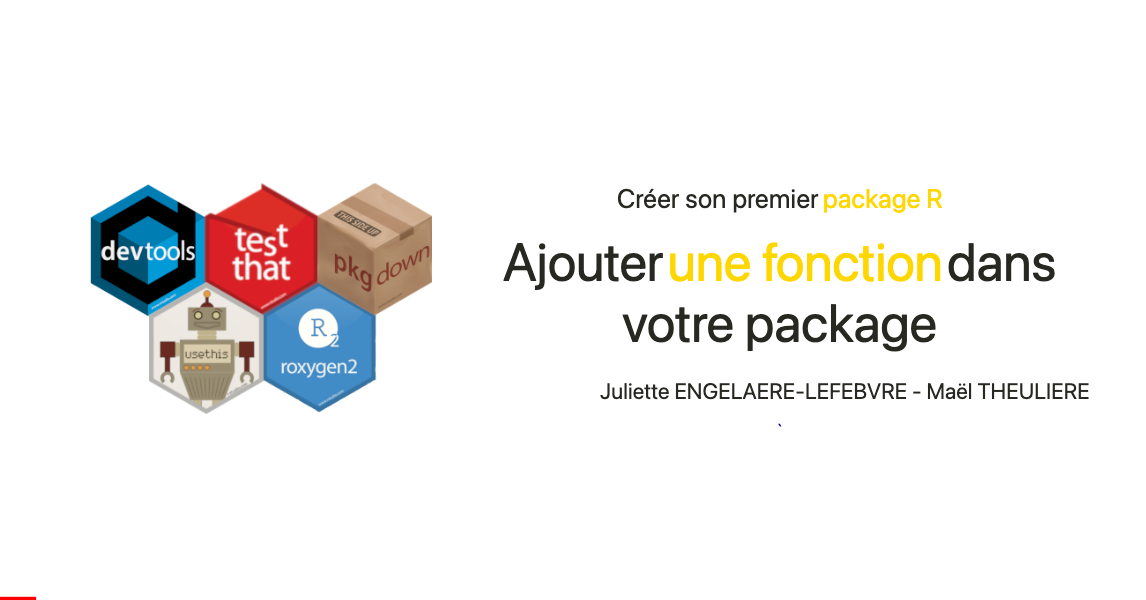 devtools
test
that
THIS SIDE UP
pkgdown
usethis
R
2
roxygen2
Créer son premier package R
Ajouter une fonction dans
votre package
Juliette ENGELAERE-LEFEBVRE - Maël THEULIERE
`